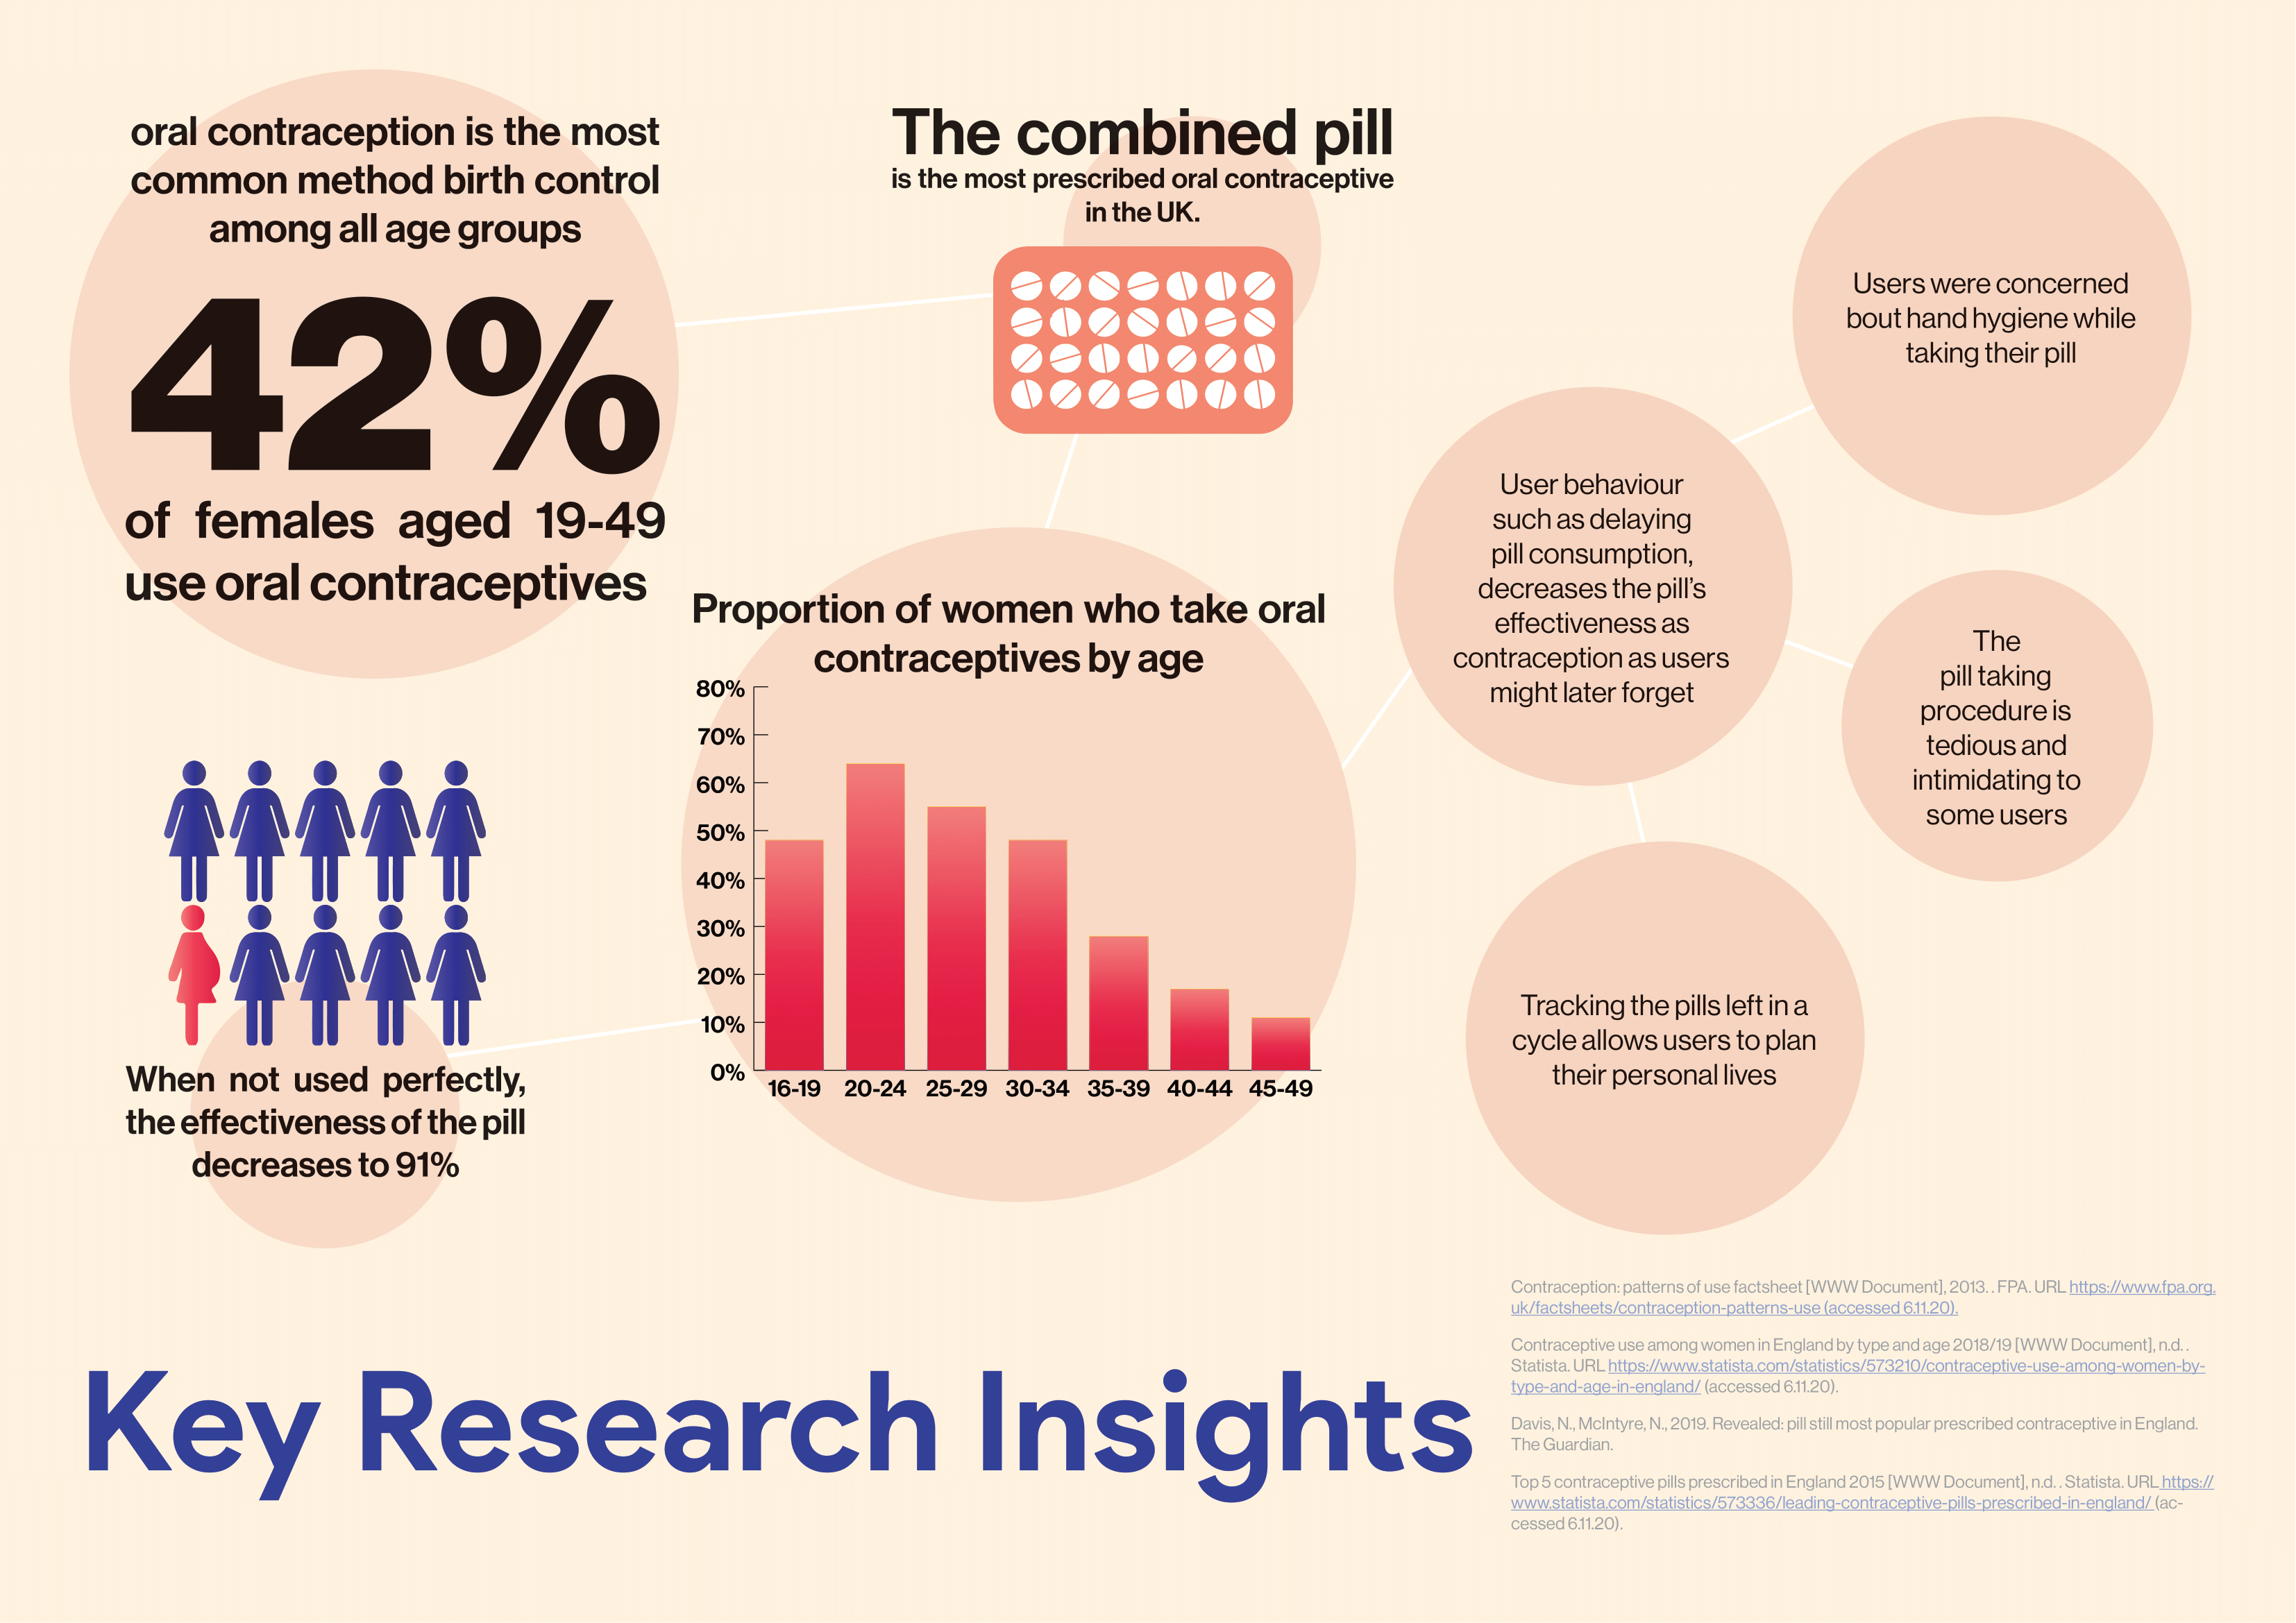 oral contraception is the most
common method birth control
among all age groups
42%
of females aged 19-49
use oral contraceptives
The combined pill
is the most prescribed oral contraceptive
in the UK.
Users were concerned
bout hand hygiene while
taking their pill
User behaviour
such as delaying
pill consumption,
decreases the pill's
effectiveness as
contraception as users
might later forget
The
pill taking
procedure is
tedious and
intimidating to
some users
Tracking the pills left in a
cycle allows users to plan
their personal lives
Proportion of women who take oral
contraceptives by age
80%
70%
60%
50%
40%
30%
20%
10%
0%
16-19 20-24 25-29 30-34 35-39 40-44 45-49
When not used perfectly,
the effectiveness of the pill
decreases to 91%
Key Research Insights
Contraception: patterns of use factsheet [WWW Document], 2013. . FPA. URL https://www.fpa.org.
uk/factsheets/contraception-patterns-use (accessed 6.11.20).
Contraceptive use among women in England by type and age 2018/19 [WWW Document], n.d. .
Statista. URL https://www.statista.com/statistics/573210/contraceptive-use-among-women-by-
type-and-age-in-england/ (accessed 6.11.20).
Davis, N., McIntyre, N., 2019. Revealed: pill still most popular prescribed contraceptive in England.
The Guardian.
Top 5 contraceptive pills prescribed in England 2015 [WWW Document], n.d. . Statista. URL https://
www.statista.com/statistics/573336/leading-contraceptive-pills-prescribed-in-england/ (ac-
cessed 6.11.20).